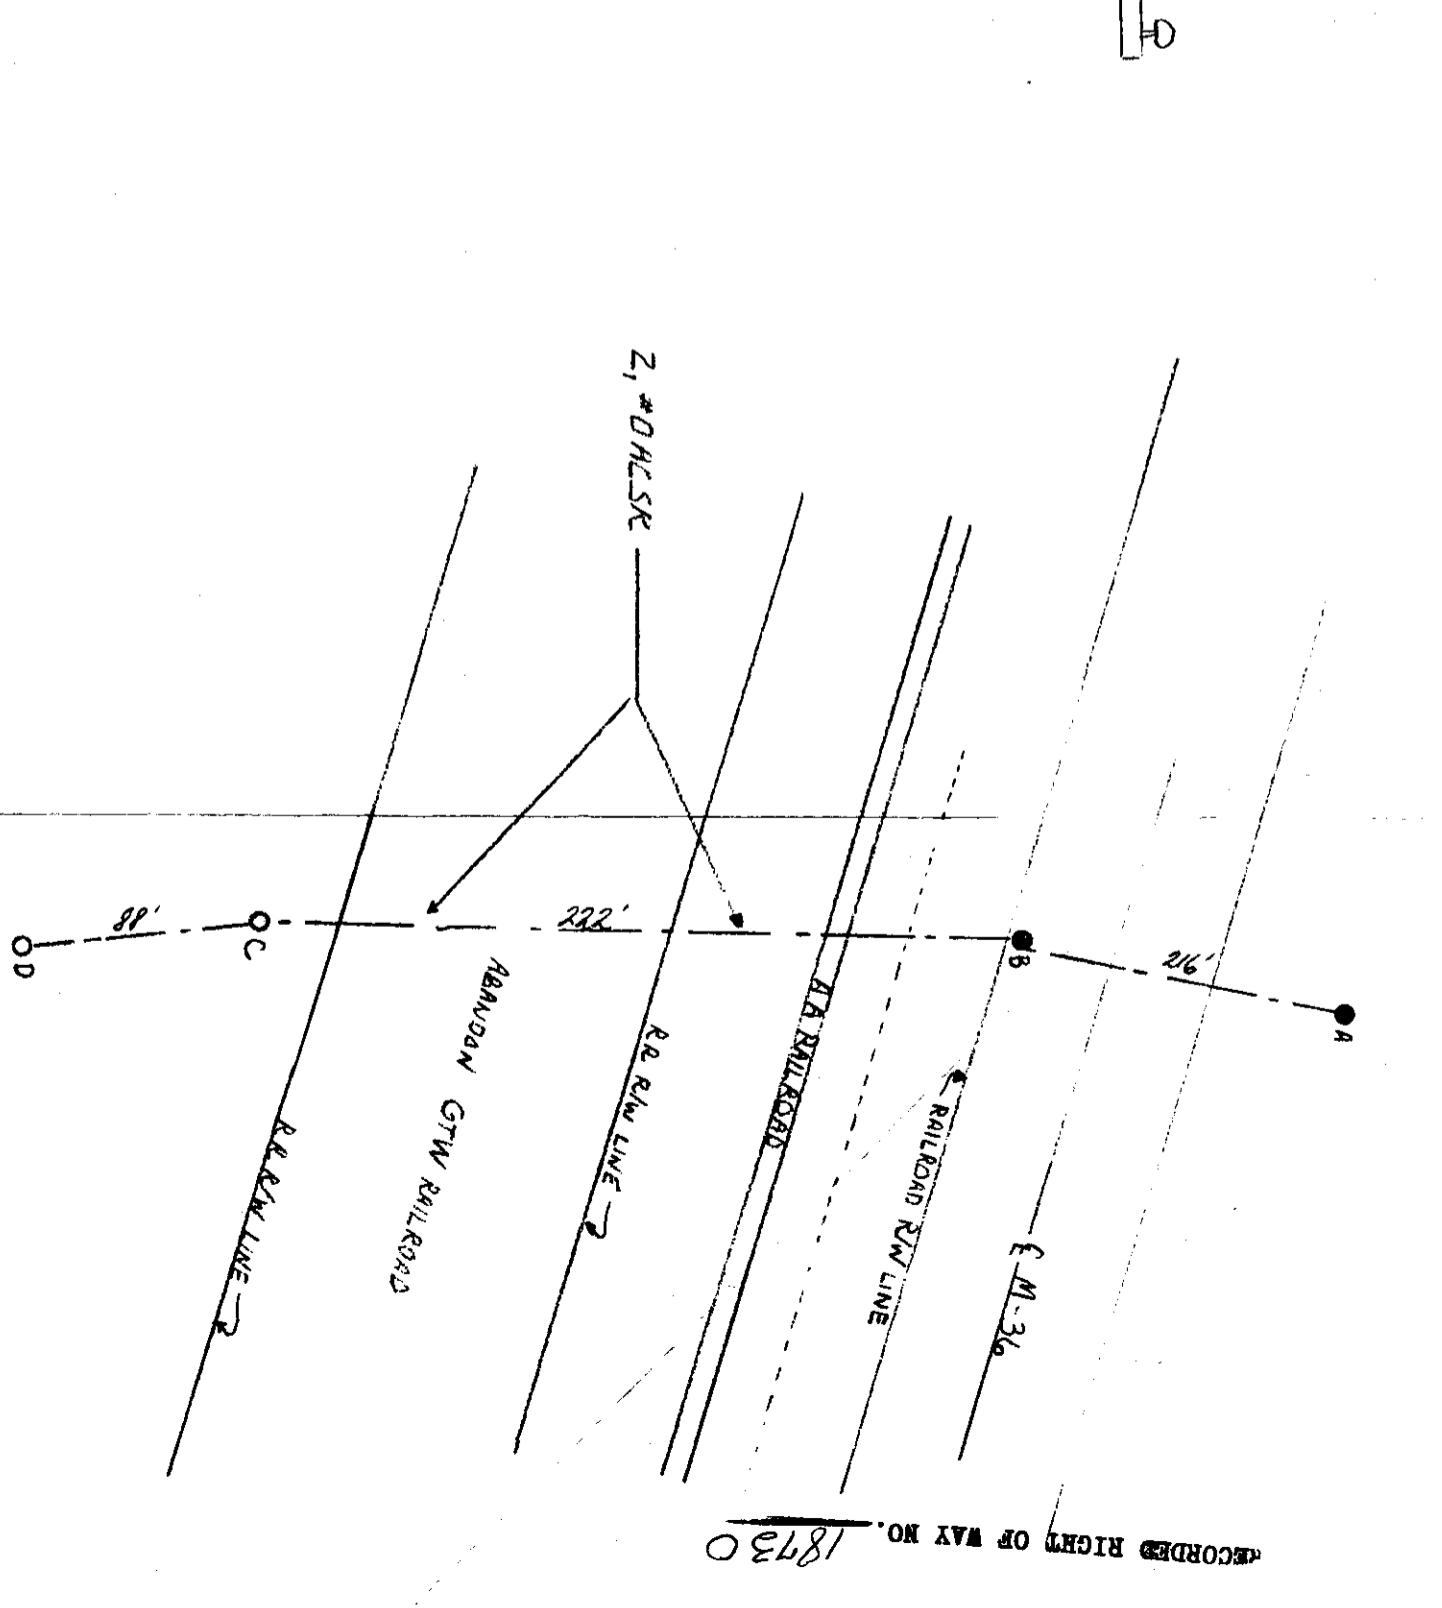 2, #0 ACSR
216'
222'
88'
A
B
C
D
℄ M-36
RAILROAD R/W LINE
A A RAILROAD
RR R/W LINE
ABANDON GTW RAILROAD
RR R/W LINE
RECORDED RIGHT OF WAY NO.